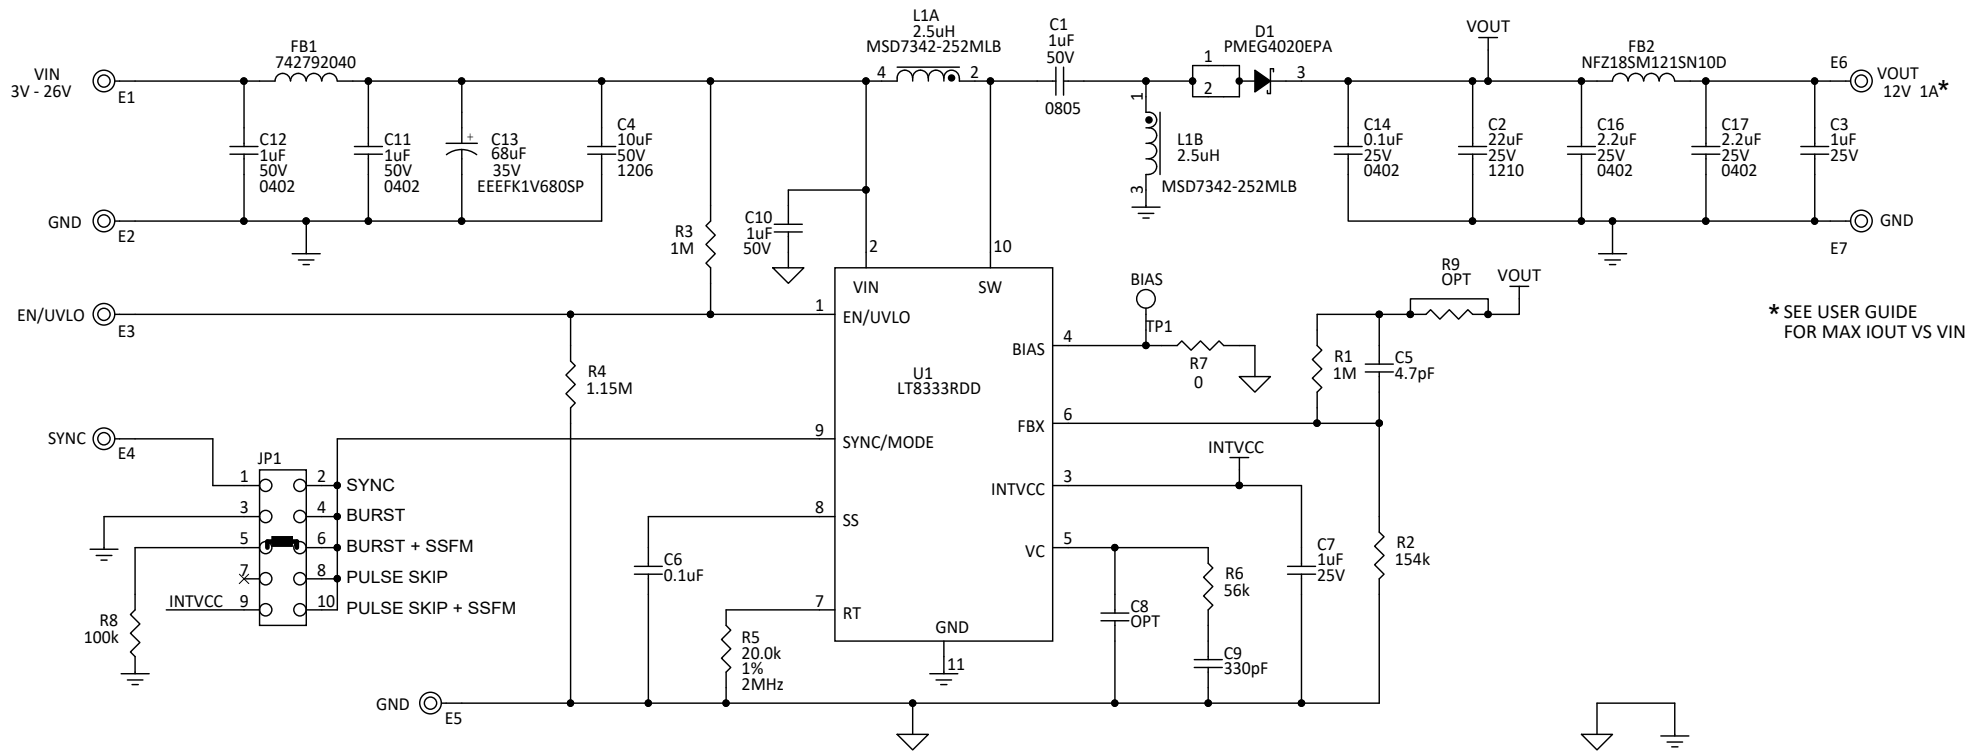 VIN
3V - 26V
E1
FB1
742792040
C12
1uF
50V
0402
C11
1uF
50V
0402
+
C13
68uF
35V
EEEFK1V680SP
C4
10uF
50V
1206
GND
E2
L1A
2.5uH
MSD7342-252MLB
4
2
C1
1uF
50V
0805
1
L1B
2.5uH
3
MSD7342-252MLB
D1
PMEG4020EPA
1
2
3
VOUT
FB2
NFZ18SM121SN10D
E6
VOUT
12V 1A*
C14
0.1uF
25V
0402
C2
22uF
25V
1210
C16
2.2uF
25V
0402
C17
2.2uF
25V
0402
C3
1uF
25V
GND
E7
R3
1M
C10
1uF
50V
2
10
VIN
SW
EN/UVLO
E3
1
EN/UVLO
R4
1.15M
U1
LT8333RDD
BIAS
TP1
4
BIAS
R7
0
R9
OPT
VOUT
R1
1M
C5
4.7pF
* SEE USER GUIDE
FOR MAX IOUT VS VIN
6
FBX
SYNC
E4
9
SYNC/MODE
JP1
1
2
SYNC
3
4
BURST
5
6
BURST + SSFM
7
8
PULSE SKIP
INTVCC
9
10
PULSE SKIP + SSFM
R8
100k
INTVCC
3
INTVCC
8
SS
C6
0.1uF
5
VC
C7
1uF
25V
R2
154k
R6
56k
C8
OPT
C9
330pF
7
RT
R5
20.0k
1%
2MHz
GND
11
GND
E5